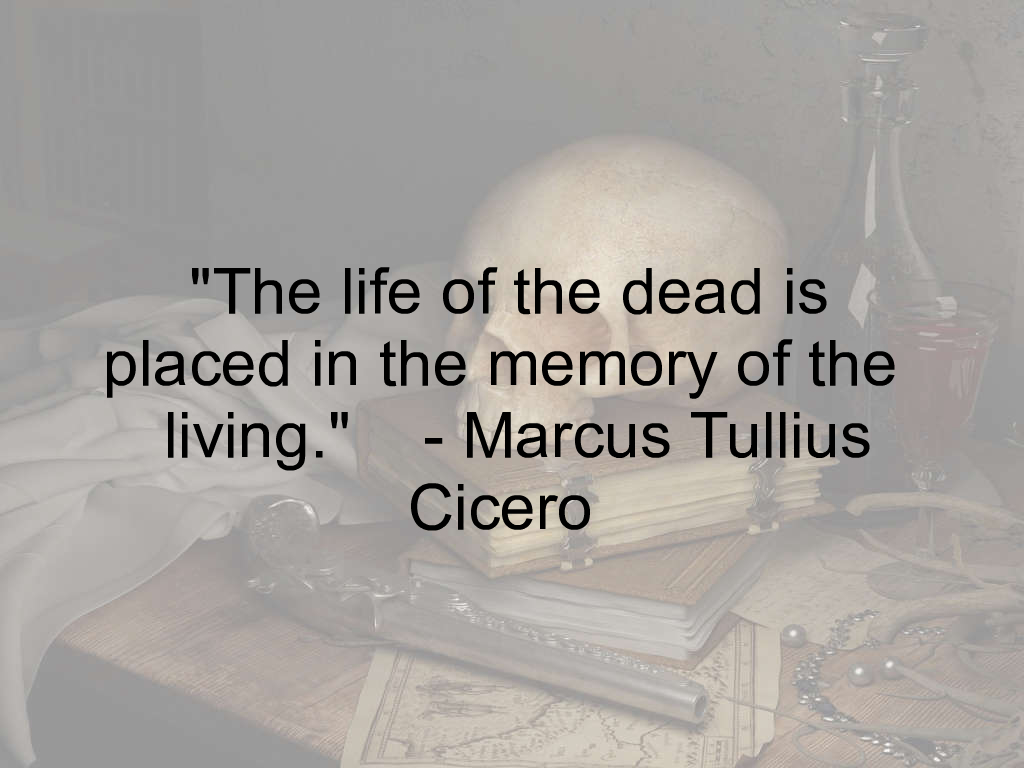 "The life of the dead is
placed in the memory of the
living."    - Marcus Tullius
Cicero